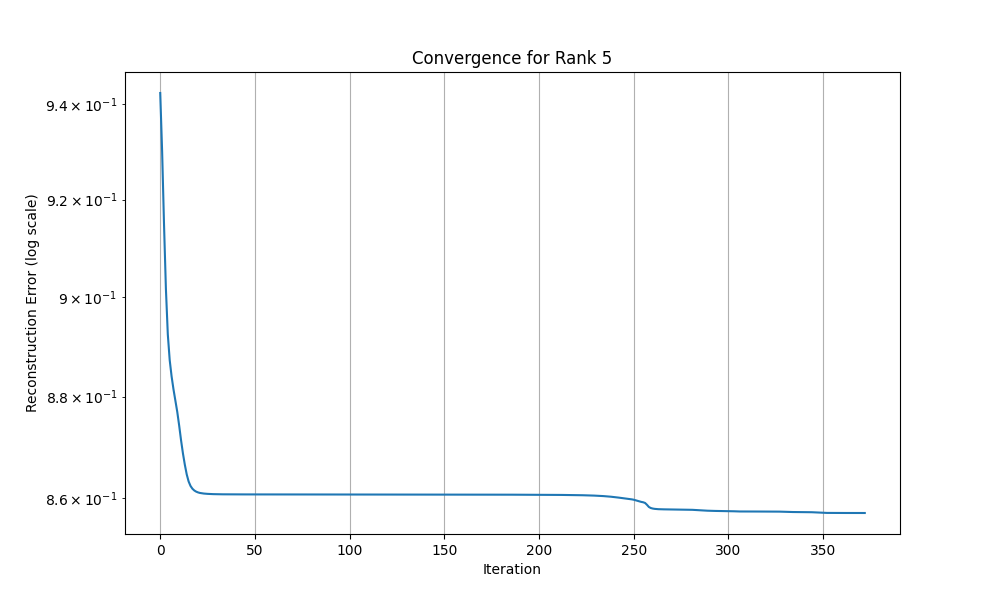 Convergence for Rank 5
Reconstruction Error (log scale)
9.4 × 10⁻¹
9.2 × 10⁻¹
9 × 10⁻¹
8.8 × 10⁻¹
8.6 × 10⁻¹
0 50 100 150 200 250 300 350
Iteration